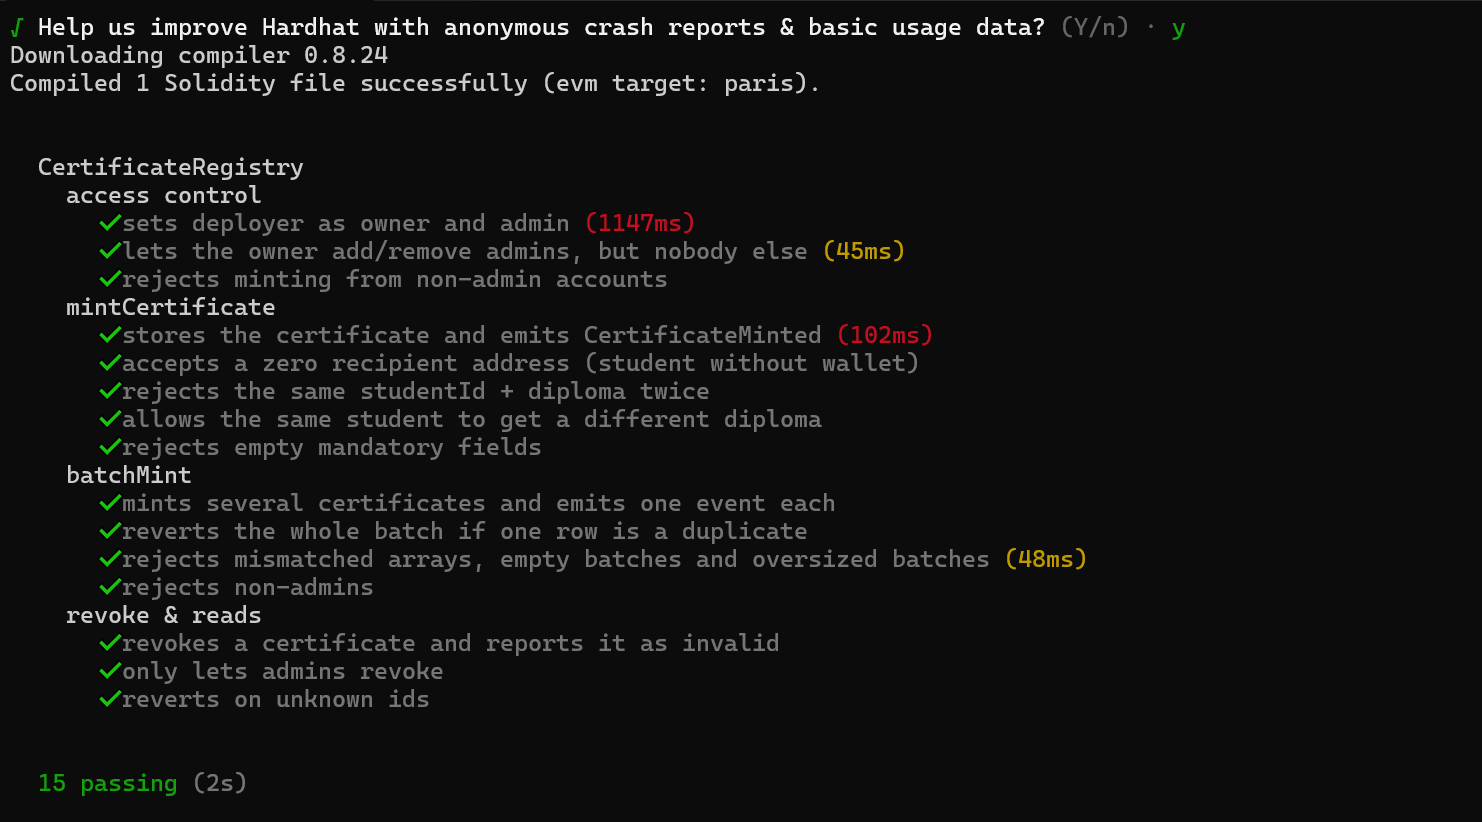 √ Help us improve Hardhat with anonymous crash reports & basic usage data? (Y/n) · y
Downloading compiler 0.8.24
Compiled 1 Solidity file successfully (evm target: paris).
CertificateRegistry
access control
✓sets deployer as owner and admin (1147ms)
✓lets the owner add/remove admins, but nobody else (45ms)
✓rejects minting from non-admin accounts
mintCertificate
✓stores the certificate and emits CertificateMinted (102ms)
✓accepts a zero recipient address (student without wallet)
✓rejects the same studentId + diploma twice
✓allows the same student to get a different diploma
✓rejects empty mandatory fields
batchMint
✓mints several certificates and emits one event each
✓reverts the whole batch if one row is a duplicate
✓rejects mismatched arrays, empty batches and oversized batches (48ms)
✓rejects non-admins
revoke & reads
✓revokes a certificate and reports it as invalid
✓only lets admins revoke
✓reverts on unknown ids
15 passing (2s)